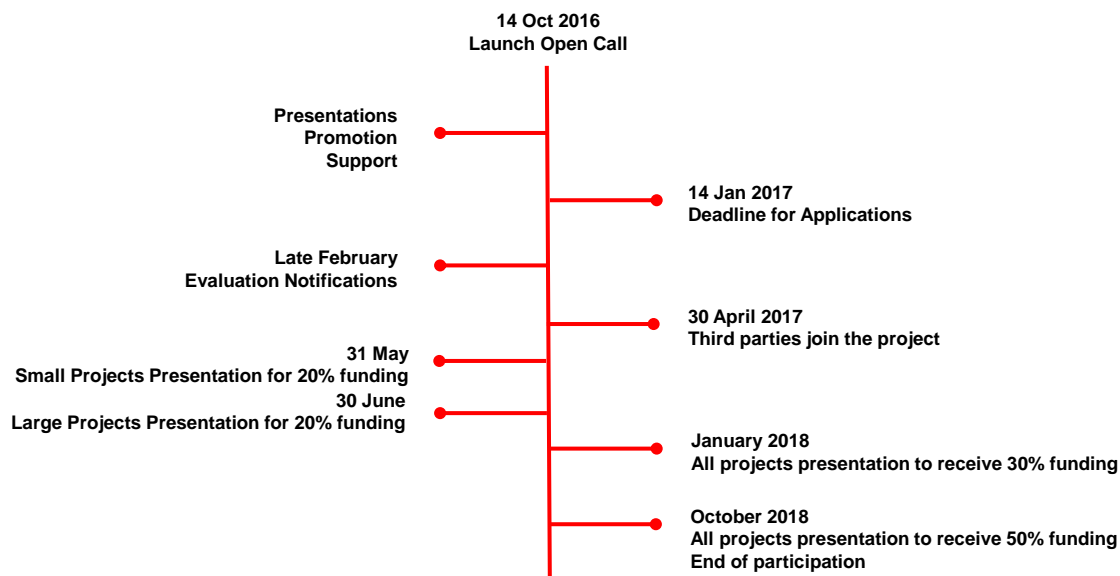 14 Oct 2016
Launch Open Call
Presentations
Promotion
Support
14 Jan 2017
Deadline for Applications
Late February
Evaluation Notifications
30 April 2017
Third parties join the project
31 May
Small Projects Presentation for 20% funding
30 June
Large Projects Presentation for 20% funding
January 2018
All projects presentation to receive 30% funding
October 2018
All projects presentation to receive 50% funding
End of participation